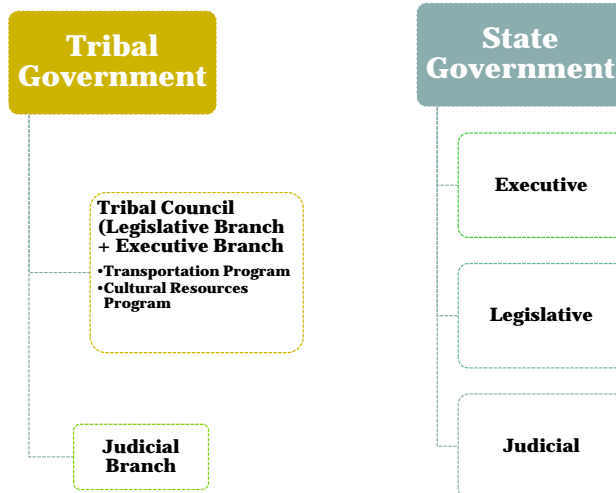 Tribal
Government
Tribal Council
(Legislative Branch
+ Executive Branch
•Transportation Program
•Cultural Resources
Program
Judicial
Branch
State
Government
Executive
Legislative
Judicial